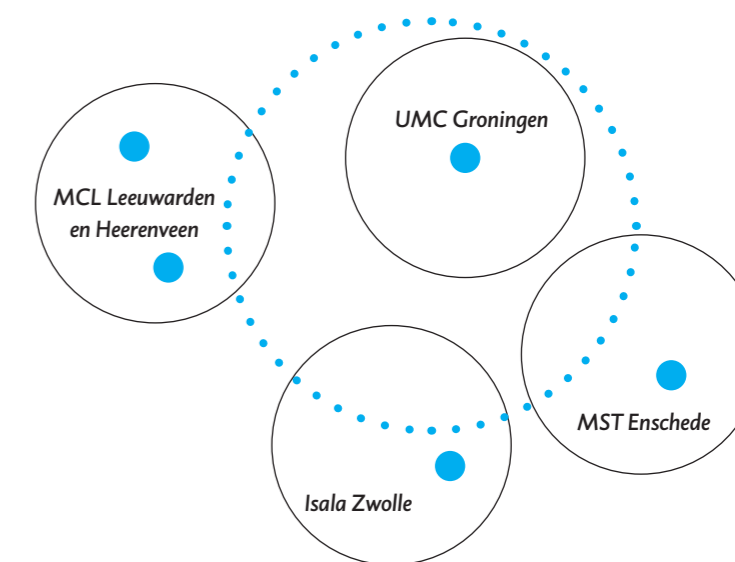 UMC Groningen
MCL Leeuwarden
en Heerenveen
MST Enschede
Isala Zwolle